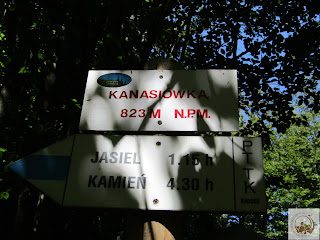 KANASIÓWKA
823 M N.P.M.
JASIEL 1.15 h
KAMIEŃ 4.30 h
PTTK